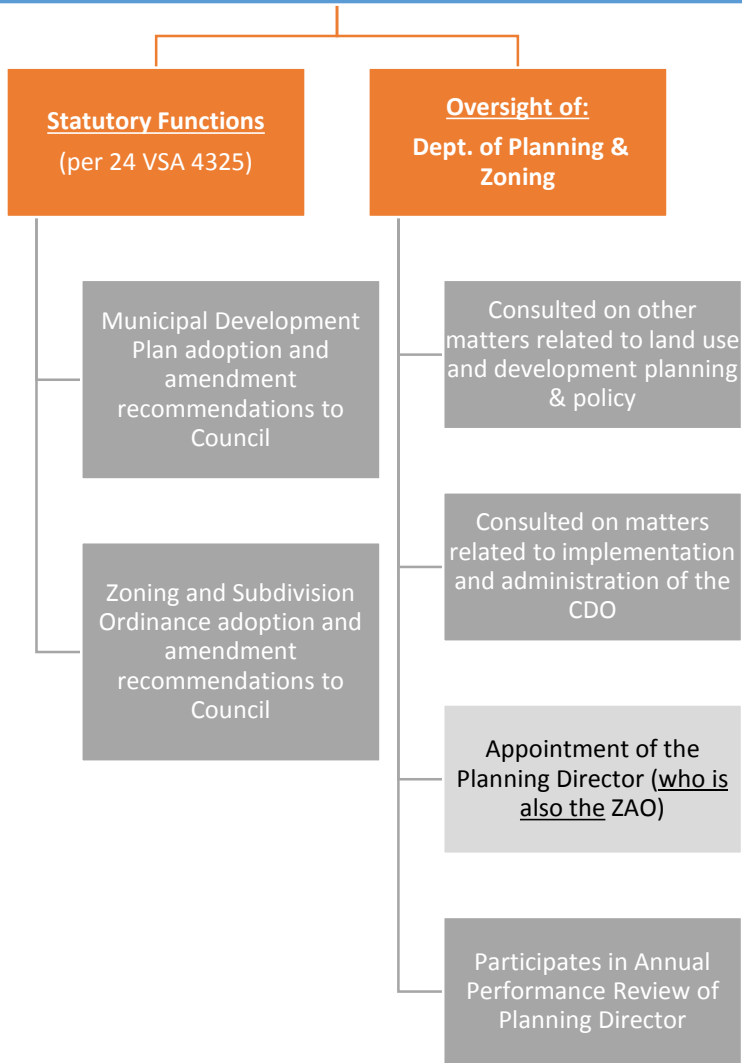 Statutory Functions
(per 24 VSA 4325)
Municipal Development
Plan adoption and
amendment
recommendations to
Council
Zoning and Subdivision
Ordinance adoption and
amendment
recommendations to
Council
Oversight of:
Dept. of Planning &
Zoning
Consulted on other
matters related to land use
and development planning
& policy
Consulted on matters
related to implementation
and administration of the
CDO
Appointment of the
Planning Director (who is
also the ZAO)
Participates in Annual
Performance Review of
Planning Director